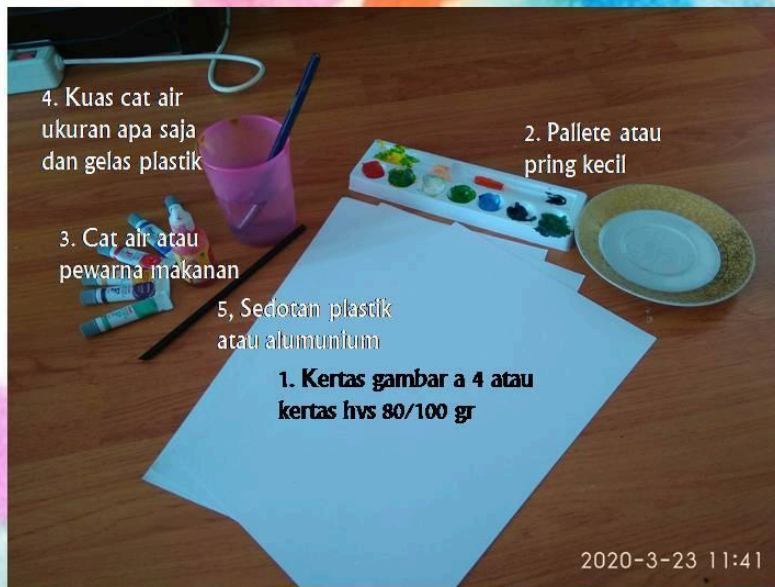 4. Kuas cat air
ukuran apa saja
dan gelas plastik
2. Pallete atau
pring kecil
3. Cat air atau
pewarna makanan
5, Sedotan plastik
atau alumunium
1. Kertas gambar a 4 atau
kertas hvs 80/100 gr
2020-3-23 11:41